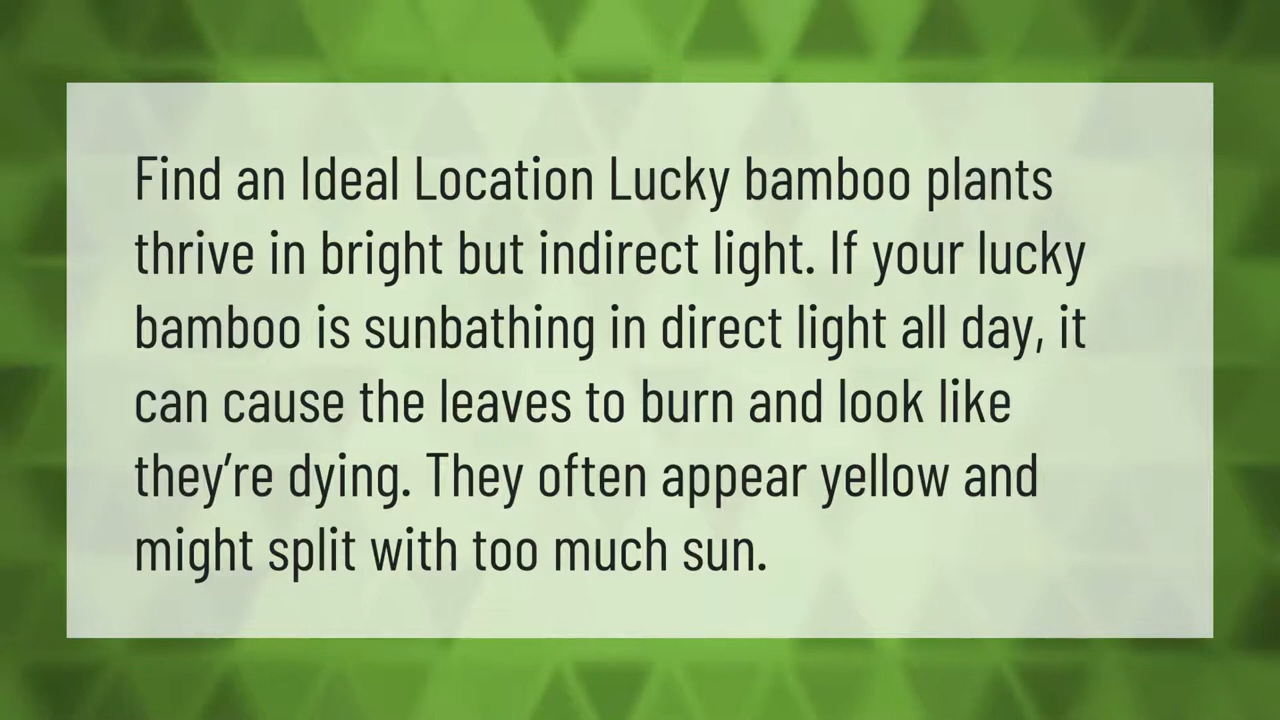 Find an Ideal Location Lucky bamboo plants
thrive in bright but indirect light. If your lucky
bamboo is sunbathing in direct light all day, it
can cause the leaves to burn and look like
they’re dying. They often appear yellow and
might split with too much sun.